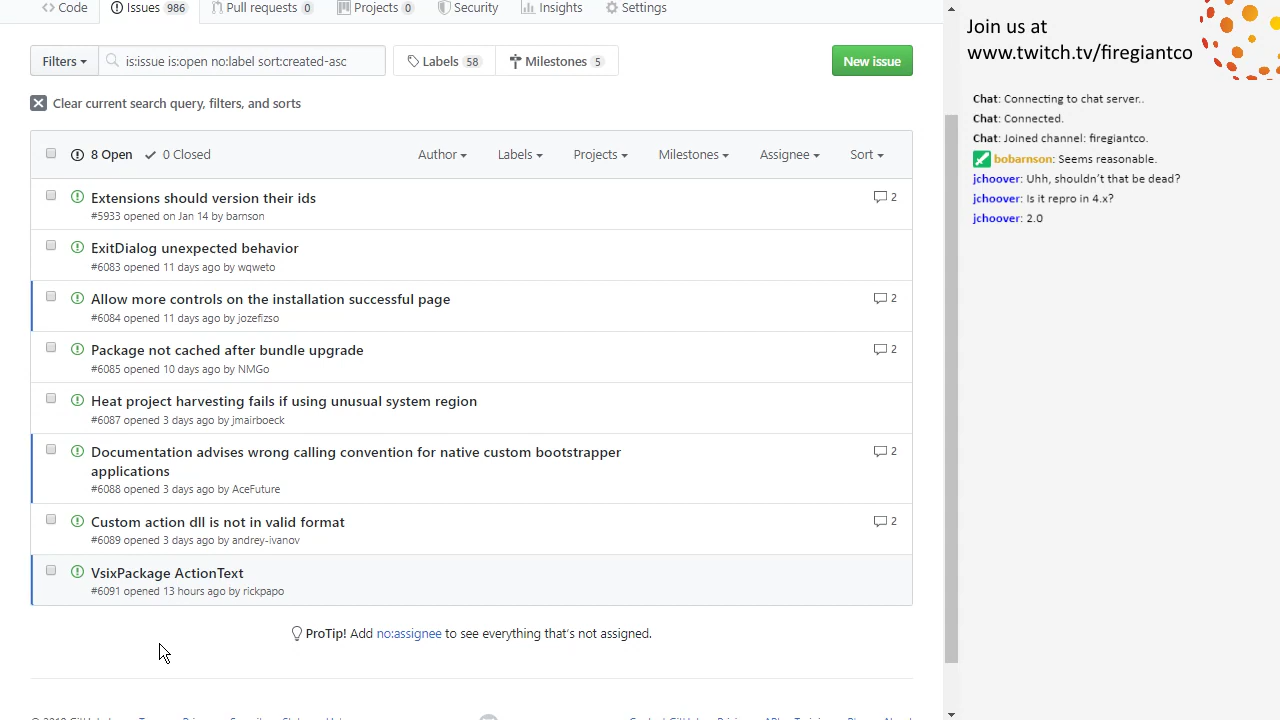 Code Issues 986 Pull requests 0 Projects 0 Security Insights Settings
Filters is:issue is:open no:label sort:created-asc Labels 58 Milestones 5 New issue
Clear current search query, filters, and sorts
8 Open 0 Closed Author Labels Projects Milestones Assignee Sort
Extensions should version their ids 2
#5933 opened on Jan 14 by barnson
ExitDialog unexpected behavior
#6083 opened 11 days ago by wqweto
Allow more controls on the installation successful page 2
#6084 opened 11 days ago by jozefizso
Package not cached after bundle upgrade 2
#6085 opened 10 days ago by NMGo
Heat project harvesting fails if using unusual system region
#6087 opened 3 days ago by jmairboeck
Documentation advises wrong calling convention for native custom bootstrapper 2
applications
#6088 opened 3 days ago by AceFuture
Custom action dll is not in valid format 2
#6089 opened 3 days ago by andrey-ivanov
VsixPackage ActionText
#6091 opened 13 hours ago by rickpapo
ProTip! Add no:assignee to see everything that's not assigned.
Join us at
www.twitch.tv/firegiantco
Chat: Connecting to chat server..
Chat: Connected.
Chat: Joined channel: firegiantco.
bobarnson: Seems reasonable.
jchoover: Uhh, shouldn't that be dead?
jchoover: Is it repro in 4.x?
jchoover: 2.0